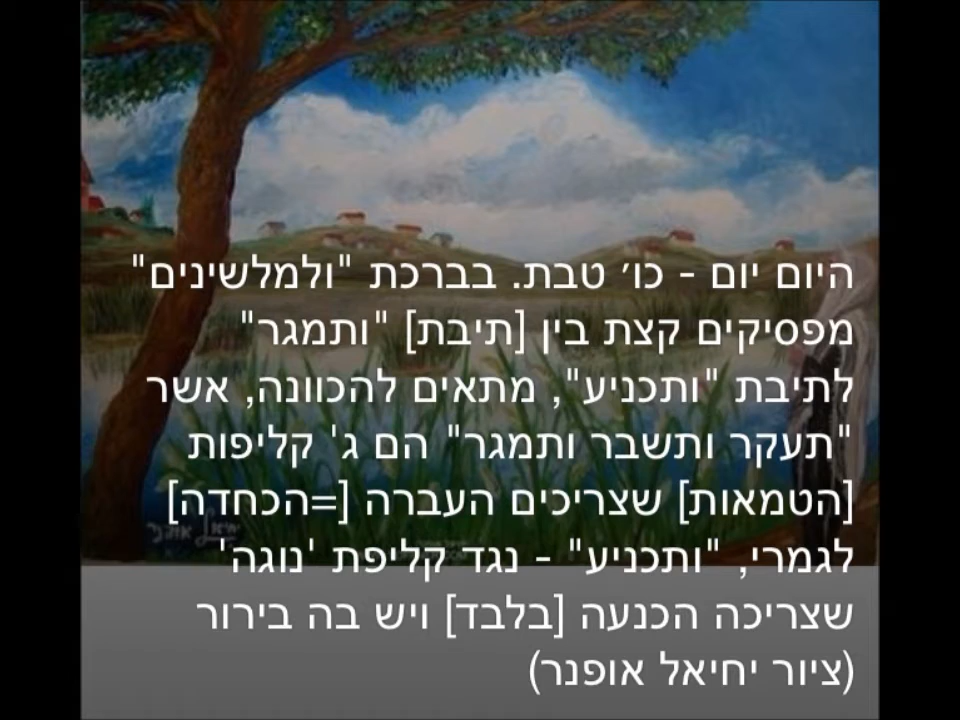 היום יום - כו׳ טבת. בברכת "ולמלשינים"
מפסיקים קצת בין [תיבת] "ותמגר"
לתיבת "ותכניע", מתאים להכוונה, אשר
"תעקר ותשבר ותמגר" הם ג' קליפות
[הטמאות] שצריכים העברה [=הכחדה]
לגמרי, "ותכניע" - נגד קליפת 'נוגה'
שצריכה הכנעה [בלבד] ויש בה בירור
(ציור יחיאל אופנר)
יחיאל אופנר